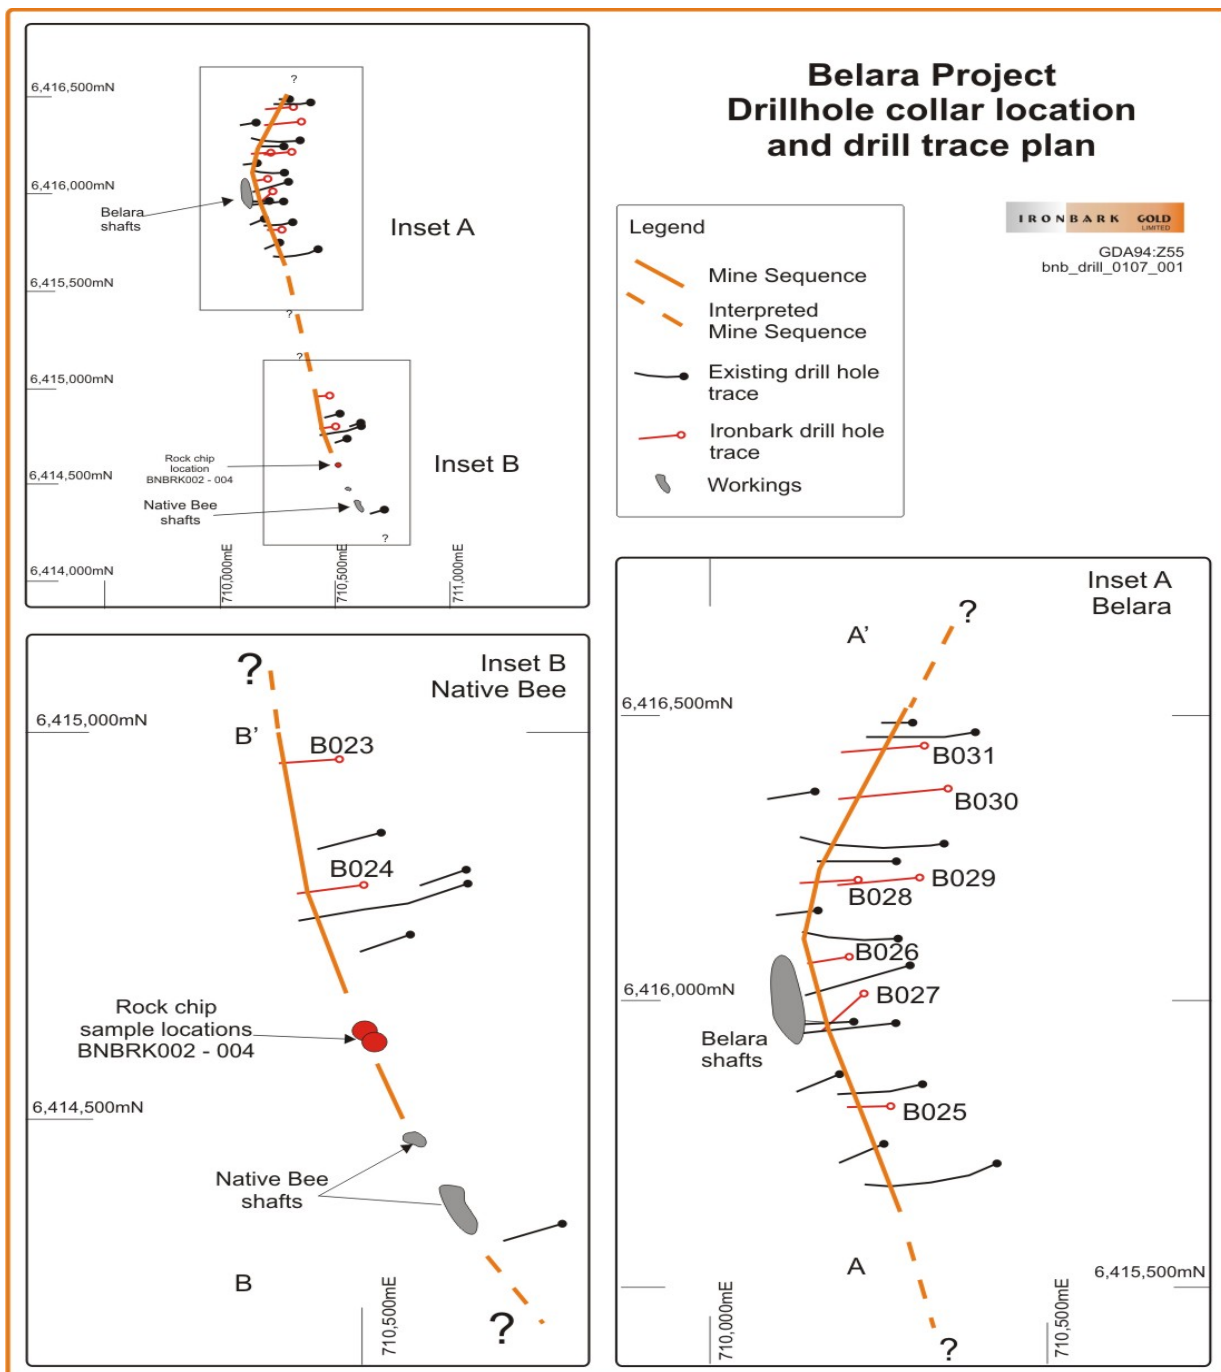 Belara Project
Drillhole collar location
and drill trace plan
IRONBARK GOLD
LIMITED
GDA94:Z55
bnb_drill_0107_001
?
6,416,500mN
6,416,000mN
Belara
shafts
Inset A
6,415,500mN
?
?
6,415,000mN
Rock chip
location
BNBRK002 - 004
Inset B
6,414,500mN
Native Bee
shafts
?
6,414,000mN
710,000mE
710,500mE
711,000mE
Legend
Mine Sequence
Interpreted
Mine Sequence
Existing drill hole
trace
Ironbark drill hole
trace
Workings
Inset B
Native Bee
?
6,415,000mN
B’
B023
B024
Rock chip
sample locations
BNBRK002 - 004
6,414,500mN
Native Bee
shafts
B
710,500mE
?
Inset A
Belara
?
A’
6,416,500mN
B031
B030
B029
B028
B026
6,416,000mN
B027
Belara
shafts
B025
A
6,415,500mN
710,000mE
710,500mE
?